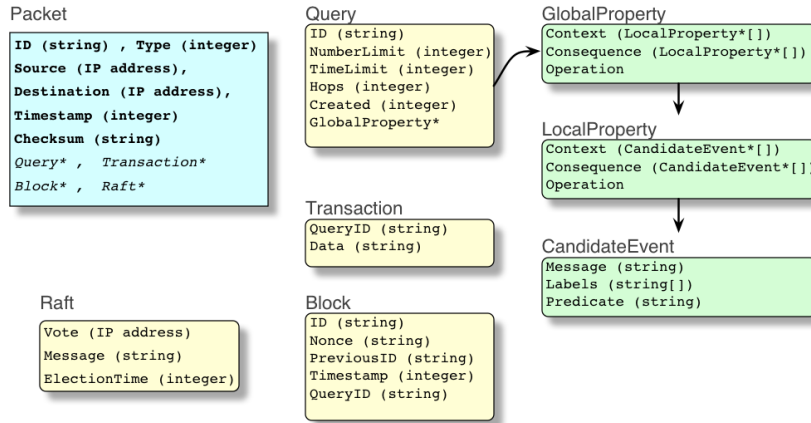 Packet
ID (string) , Type (integer)
Source (IP address),
Destination (IP address),
Timestamp (integer)
Checksum (string)
Query* , Transaction*
Block* , Raft*
Query
ID (string)
NumberLimit (integer)
TimeLimit (integer)
Hops (integer)
Created (integer)
GlobalProperty*
GlobalProperty
Context (LocalProperty*[])
Consequence (LocalProperty*[])
Operation
LocalProperty
Context (CandidateEvent*[])
Consequence (CandidateEvent*[])
Operation
CandidateEvent
Message (string)
Labels (string[])
Predicate (string)
Transaction
QueryID (string)
Data (string)
Raft
Vote (IP address)
Message (string)
ElectionTime (integer)
Block
ID (string)
Nonce (string)
PreviousID (string)
Timestamp (integer)
QueryID (string)